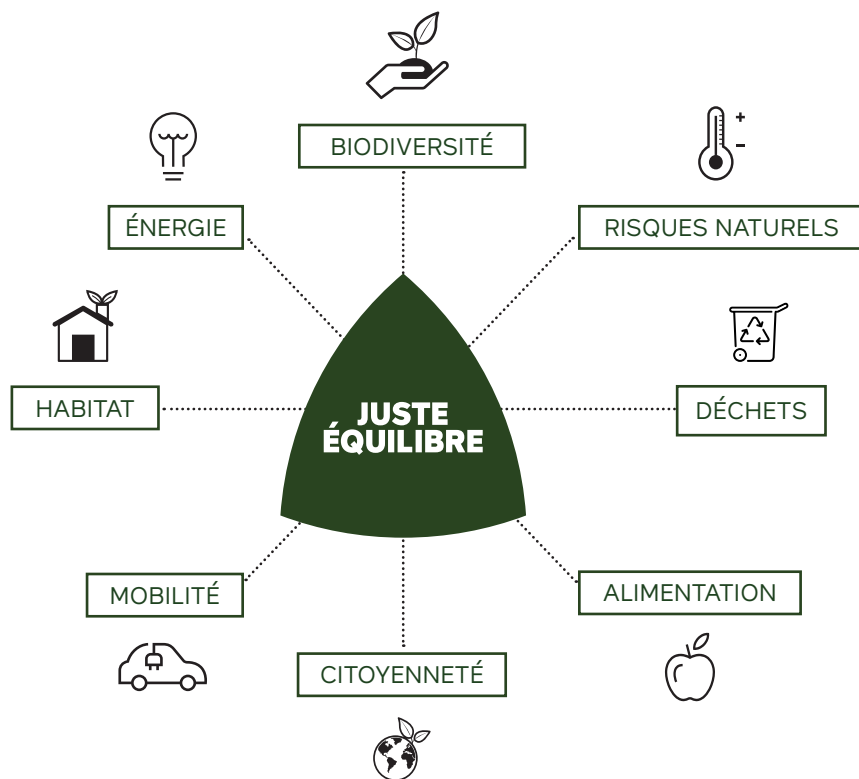 BIODIVERSITÉ
ÉNERGIE
RISQUES NATURELS
HABITAT
JUSTE
ÉQUILIBRE
DÉCHETS
MOBILITÉ
ALIMENTATION
CITOYENNETÉ